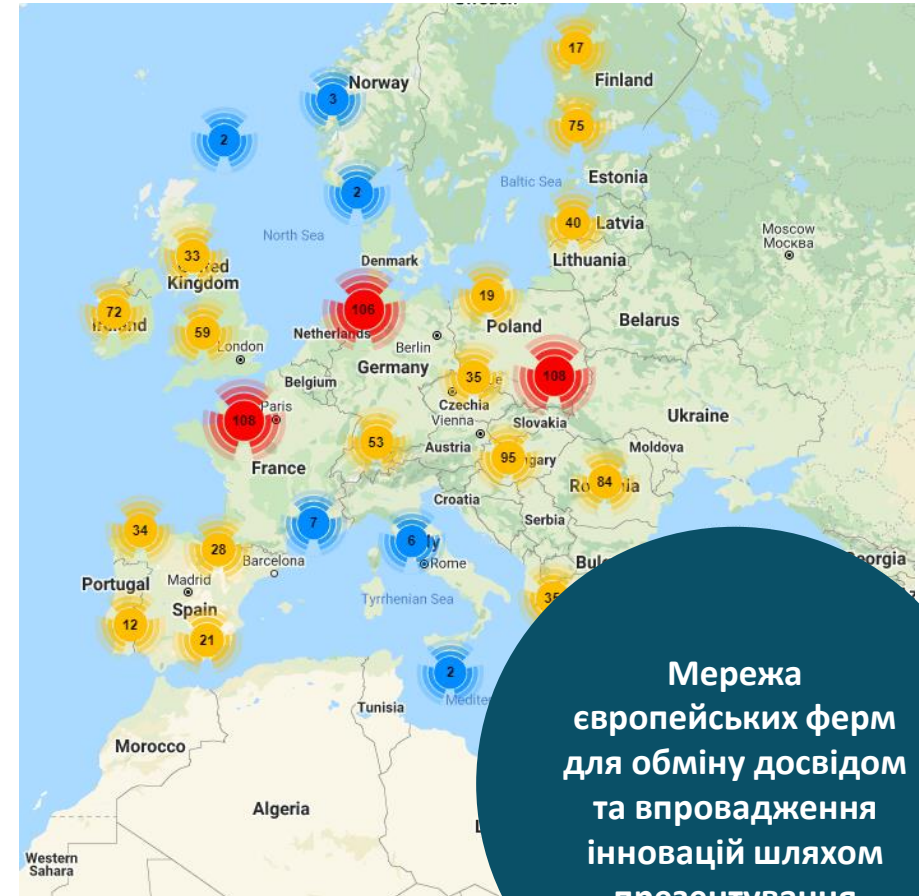 17
Norway
Finland
3
75
2
Estonia
Baltic Sea
2
40
Latvia
Moscow
Москва
North Sea
33
Denmark
Lithuania
Kingdom
19
72
106
Belarus
59
Netherlands
Poland
London
Berlin
Germany
35
108
Belgium
Czechia
Paris
Ukraine
108
Vienna
Slovakia
53
Austria
Moldova
95
France
84
Croatia
Serbia
7
34
6
28
Barcelona
Rome
Portugal
Madrid
Spain
Tyrrhenian Sea
35
12
21
2
Tunisia
Morocco
Algeria
Western
Sahara
Мережа
європейських ферм
для обміну досвідом
та впровадження
інновацій шляхом
презентування